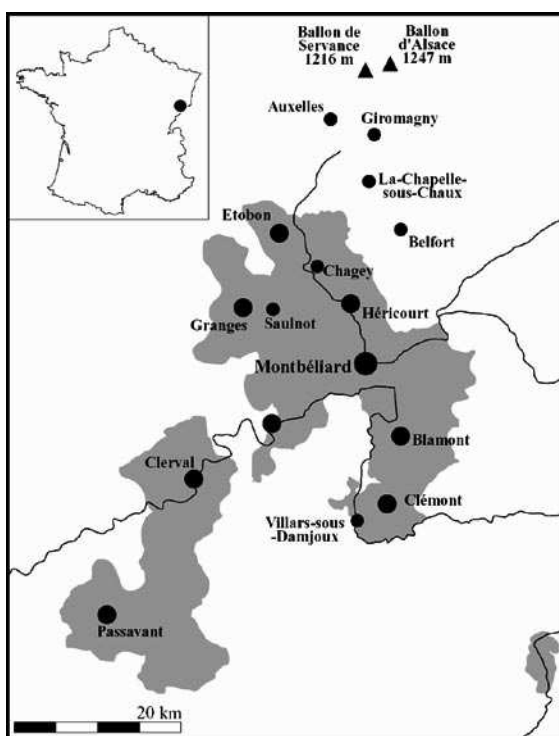 Ballon de
Servance
1216 m
Ballon
d'Alsace
1247 m
Auxelles
Giromagny
La-Chapelle-
sous-Chaux
Etobon
Belfort
Chagey
Héricourt
Granges
Saulnot
Montbéliard
Blamont
Clerval
Clémont
Villars-sous
-Damjoux
Passavant
20 km